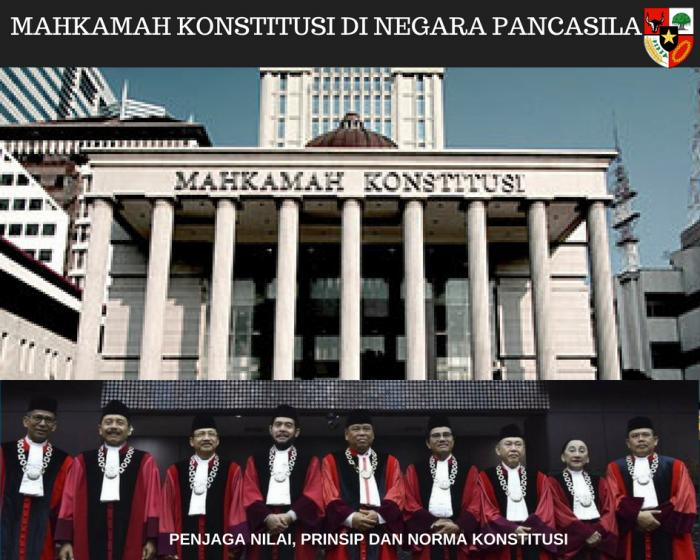 MAHKAMAH KONSTITUSI DI NEGARA PANCASILA
MAHKAMAH KONSTITUSI
PENJAGA NILAI, PRINSIP DAN NORMA KONSTITUSI